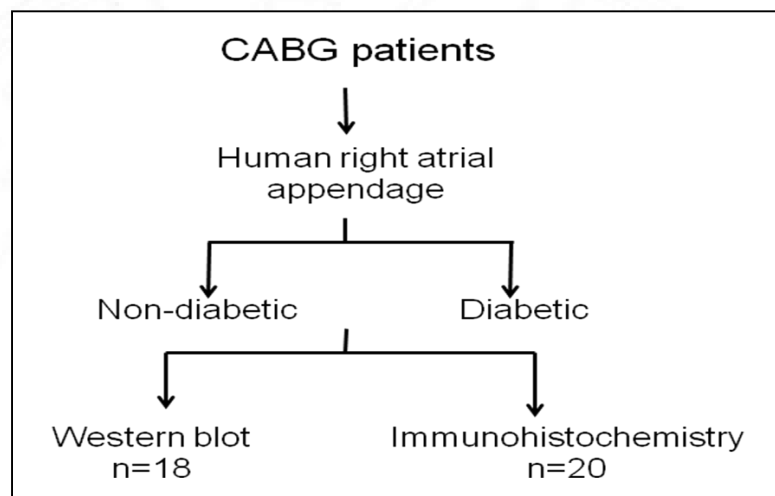 CABG patients
Human right atrial
appendage
Non-diabetic
Diabetic
Western blot
n=18
Immunohistochemistry
n=20